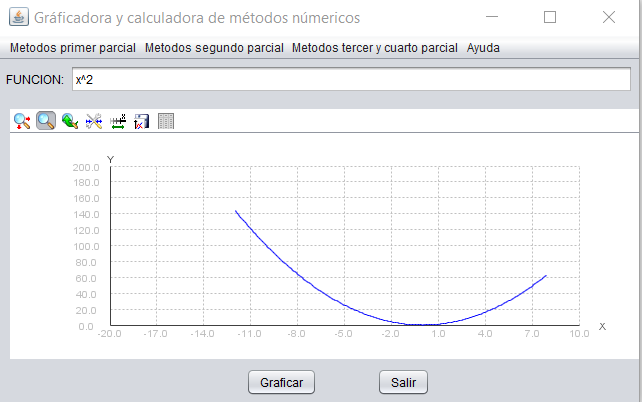 Gráficadora y calculadora de métodos númericos
Metodos primer parcial Metodos segundo parcial Metodos tercer y cuarto parcial Ayuda
FUNCION: x^2
Y
200.0
180.0
160.0
140.0
120.0
100.0
80.0
60.0
40.0
20.0
0.0
-20.0 -17.0 -14.0 -11.0 -8.0 -5.0 -2.0 1.0 4.0 7.0 10.0
X
Graficar Salir